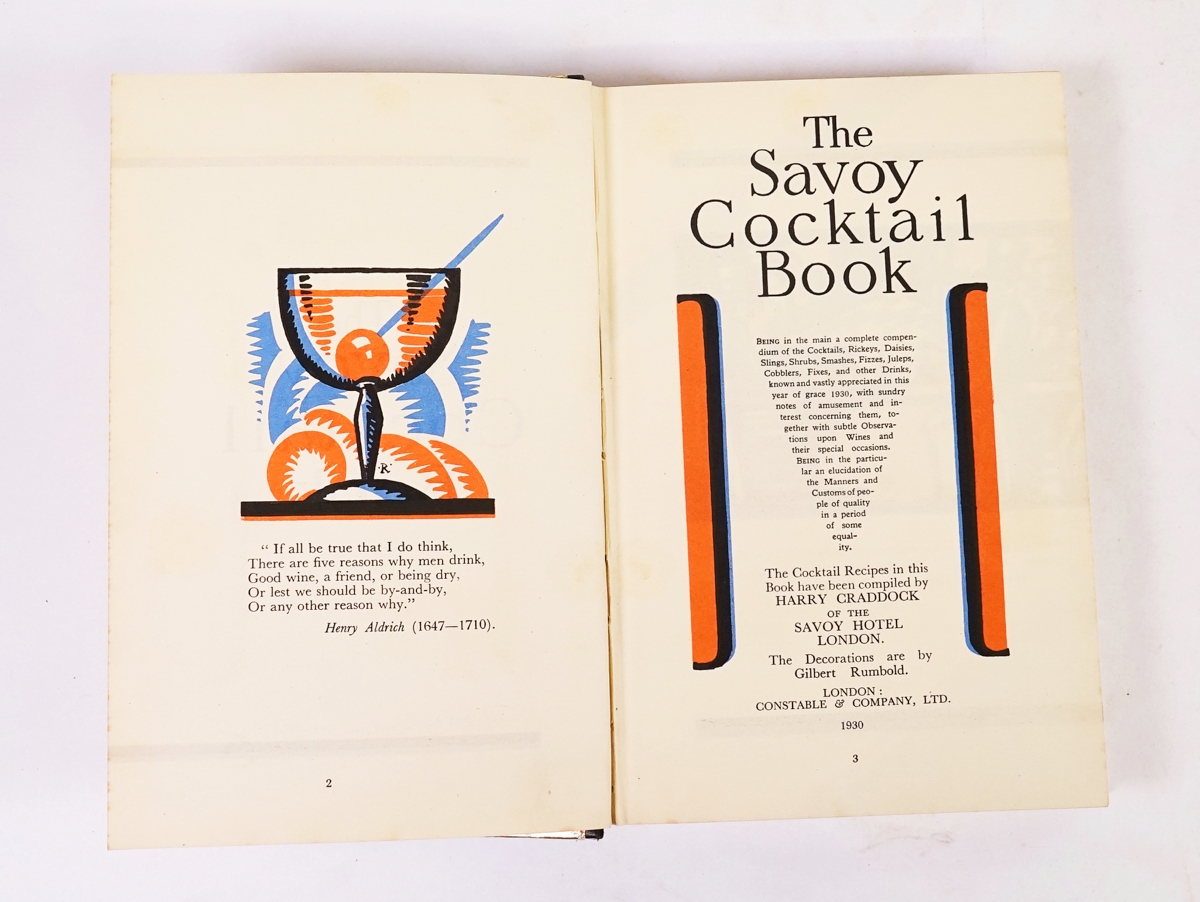 R
“ If all be true that I do think,
There are five reasons why men drink,
Good wine, a friend, or being dry,
Or lest we should be by-and-by,
Or any other reason why.”
Henry Aldrich (1647—1710).
2
The
Savoy
Cocktail
Book
BEING in the main a complete compen-
dium of the Cocktails, Rickeys, Daisies,
Slings, Shrubs, Smashes, Fizzes, Juleps,
Cobblers, Fixes, and other Drinks,
known and vastly appreciated in this
year of grace 1930, with sundry
notes of amusement and in-
terest concerning them, to-
gether with subtle Observa-
tions upon Wines and
their special occasions.
BEING in the particu-
lar an elucidation of
the Manners and
Customs of peo-
ple of quality
in a period
of some
equal-
ity.
The Cocktail Recipes in this
Book have been compiled by
HARRY CRADDOCK
OF THE
SAVOY HOTEL
LONDON.
The Decorations are by
Gilbert Rumbold.
LONDON :
CONSTABLE & COMPANY, LTD.
1930
3